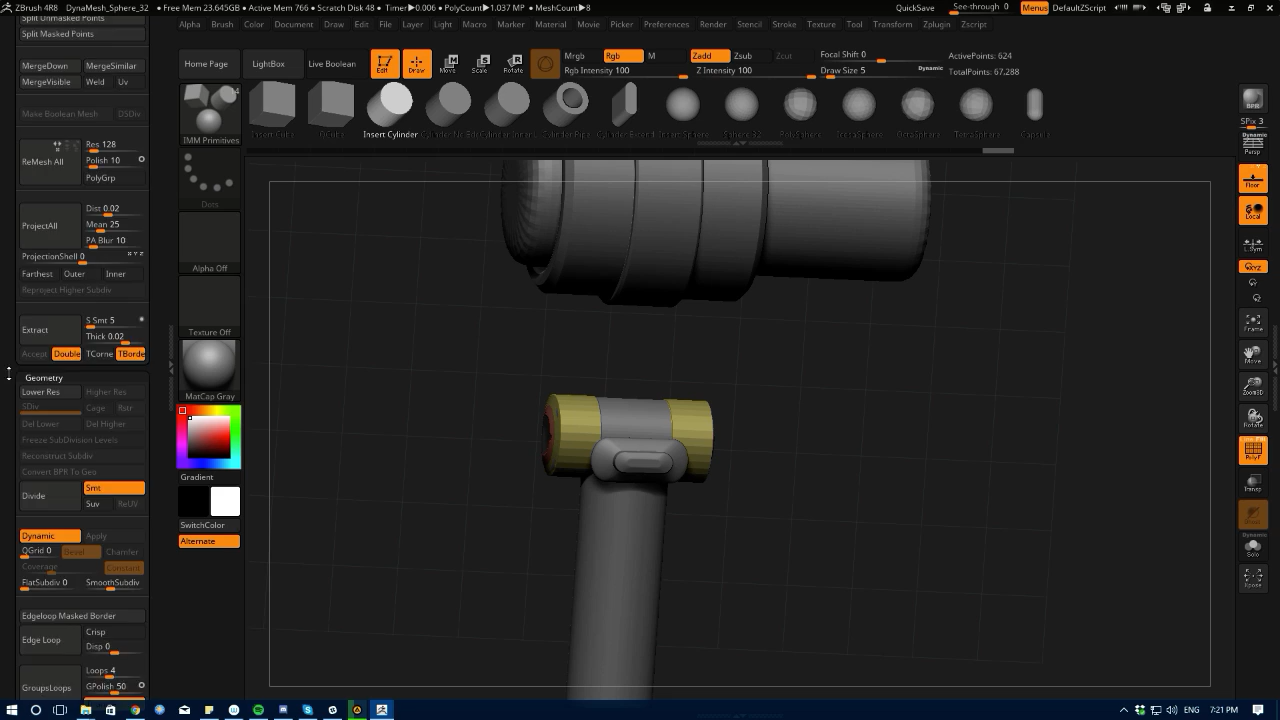 ZBrush 4R8 DynaMesh_Sphere_32 • Free Mem 23.645GB • Active Mem 766 • Scratch Disk 48 • Timer▶0.006 • PolyCount▶1.037 MP • MeshCount▶8 QuickSave See-through 0 Menus DefaultZScript
Alpha Brush Color Document Draw Edit File Layer Light Macro Marker Material Movie Picker Preferences Render Stencil Stroke Texture Tool Transform Zplugin Zscript
Split Unmasked Points
Split Masked Points
MergeDown MergeSimilar
MergeVisible Weld Uv
Make Boolean Mesh DSDiv
ReMesh All
Res 128
Polish 10
PolyGrp
ProjectAll
Dist 0.02
Mean 25
PA Blur 10
ProjectionShell 0 X Y Z
Farthest Outer Inner
Reproject Higher Subdiv
Extract
S Smt 5
Thick 0.02
Accept Double TCorne TBorde
Geometry
Lower Res Higher Res
SDiv Cage Rstr
Del Lower Del Higher
Freeze SubDivision Levels
Reconstruct Subdiv
Convert BPR To Geo
Divide
Smt
Suv ReUV
Dynamic Apply
QGrid 0 Bevel Chamfer
Coverage Constant
FlatSubdiv 0 SmoothSubdiv
Edgeloop Masked Border
Edge Loop
Crisp
Disp 0
GroupsLoops
Loops 4
GPolish 50
Home Page LightBox Live Boolean Edit Draw Move Scale Rotate
Mrgb Rgb M Zadd Zsub Zcut Focal Shift 0 ActivePoints: 624
Rgb Intensity 100 Z Intensity 100 Draw Size 5 Dynamic TotalPoints: 67,288
14
IMM Primitives
InsertCube QCube Insert Cylinder
Dots
Alpha Off
Texture Off
MatCap Gray
Gradient
SwitchColor
Alternate
BPR
SPix 3
Dynamic
Persp
Floor
Local
L.Sym
XYZ
Frame
Move
Zoom3D
Rotate
PolyF
Transp
Dynamic
Solo
Xpose
ENG 7:21 PM